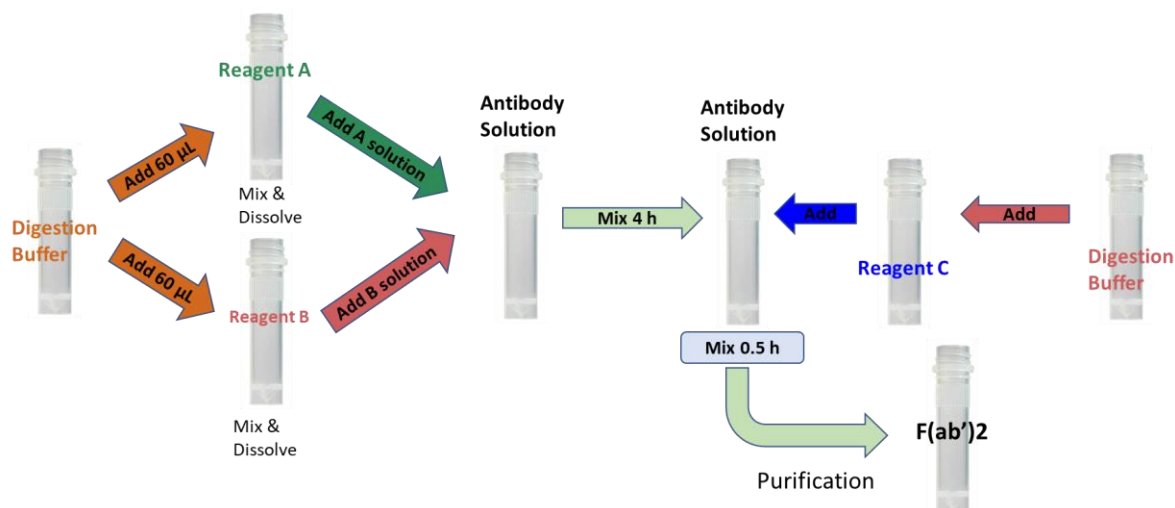 Reagent A
Add 60 µL
Add A solution
Mix &
Dissolve
Digestion
Buffer
Add 60 µL
Reagent B
Add B solution
Mix &
Dissolve
Antibody
Solution
Mix 4 h
Antibody
Solution
Add
Reagent C
Add
Digestion
Buffer
Mix 0.5 h
F(ab’)2
Purification